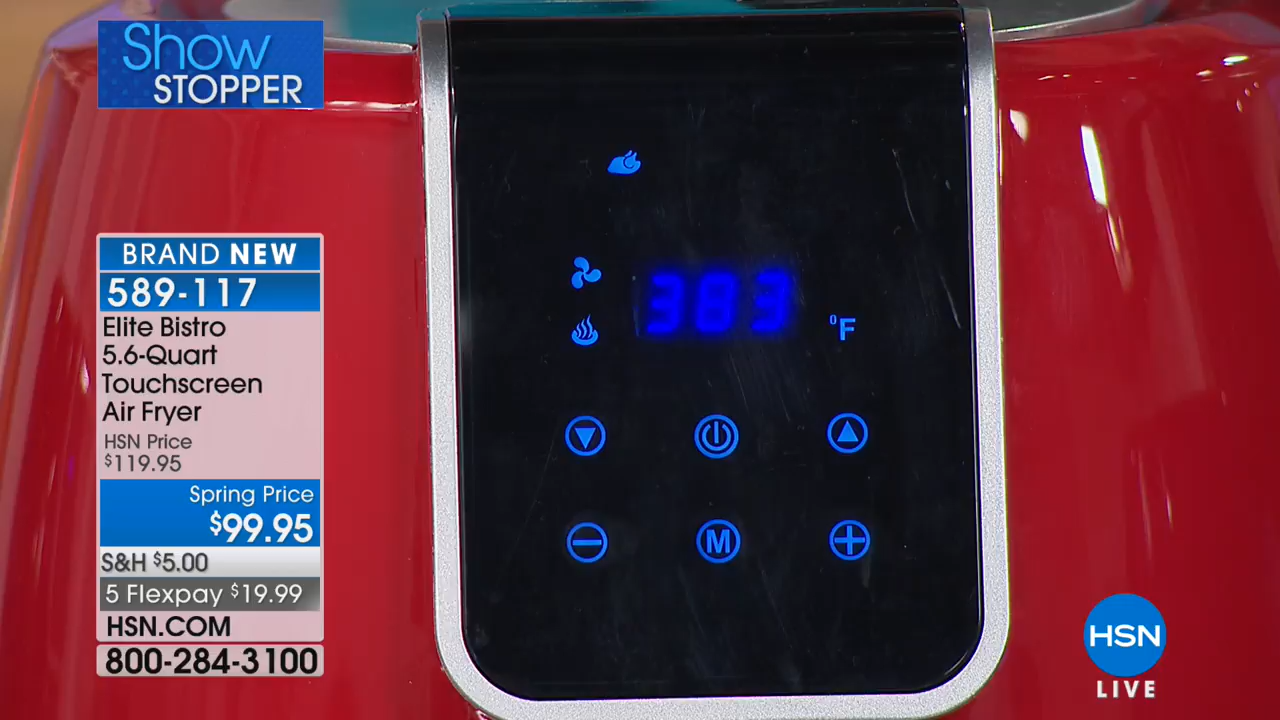 Show
STOPPER
BRAND NEW
589-117
Elite Bistro
5.6-Quart
Touchscreen
Air Fryer
HSN Price
$119.95
Spring Price
$99.95
S&H $5.00
5 Flexpay $19.99
HSN.COM
800-284-3100
383
°F
M
HSN
LIVE